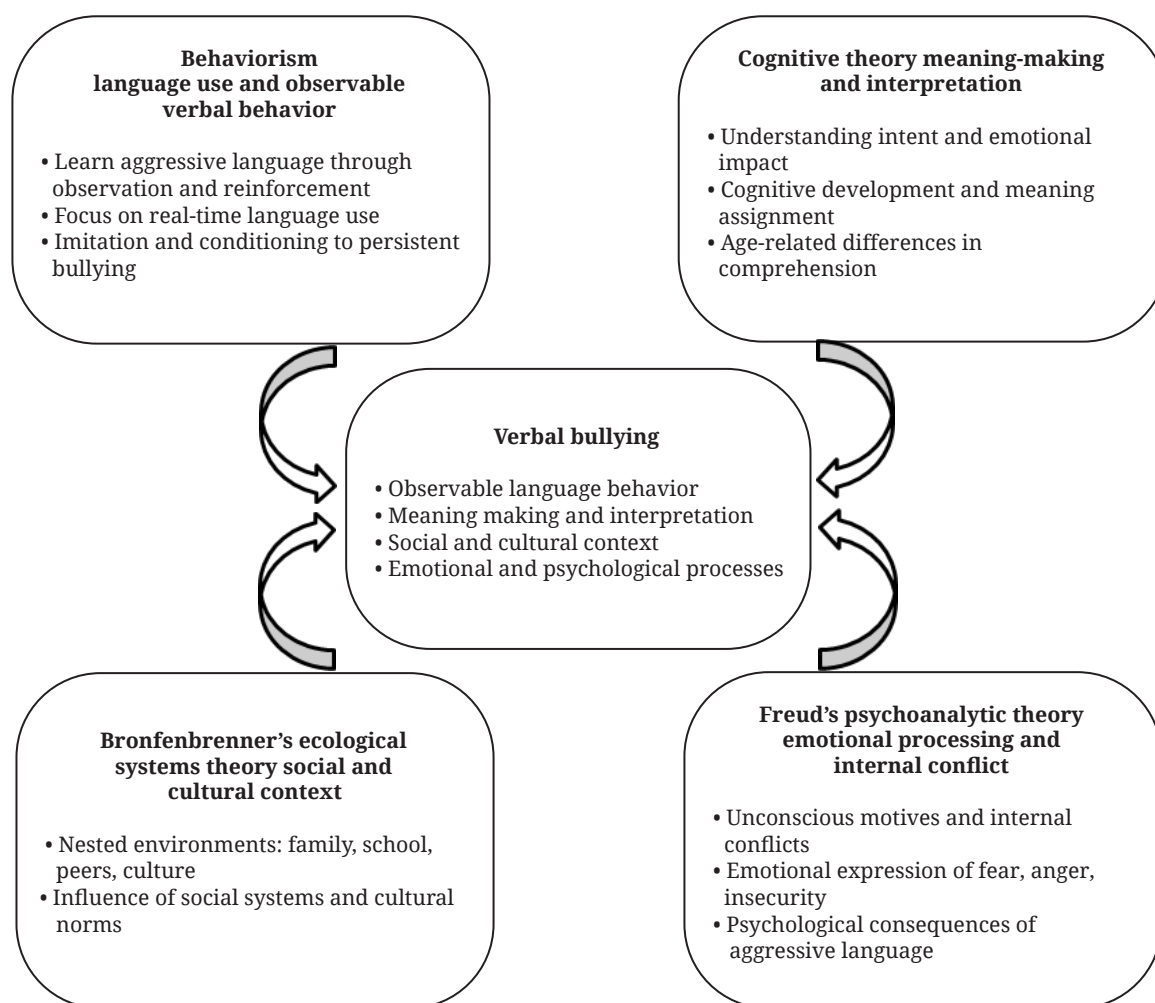 Behaviorism
language use and observable
verbal behavior
• Learn aggressive language through
observation and reinforcement
• Focus on real-time language use
• Imitation and conditioning to persistent
bullying
Cognitive theory meaning-making
and interpretation
• Understanding intent and emotional
impact
• Cognitive development and meaning
assignment
• Age-related differences in
comprehension
Verbal bullying
• Observable language behavior
• Meaning making and interpretation
• Social and cultural context
• Emotional and psychological processes
Bronfenbrenner’s ecological
systems theory social and
cultural context
• Nested environments: family, school,
peers, culture
• Influence of social systems and cultural
norms
Freud’s psychoanalytic theory
emotional processing and
internal conflict
• Unconscious motives and internal
conflicts
• Emotional expression of fear, anger,
insecurity
• Psychological consequences of
aggressive language